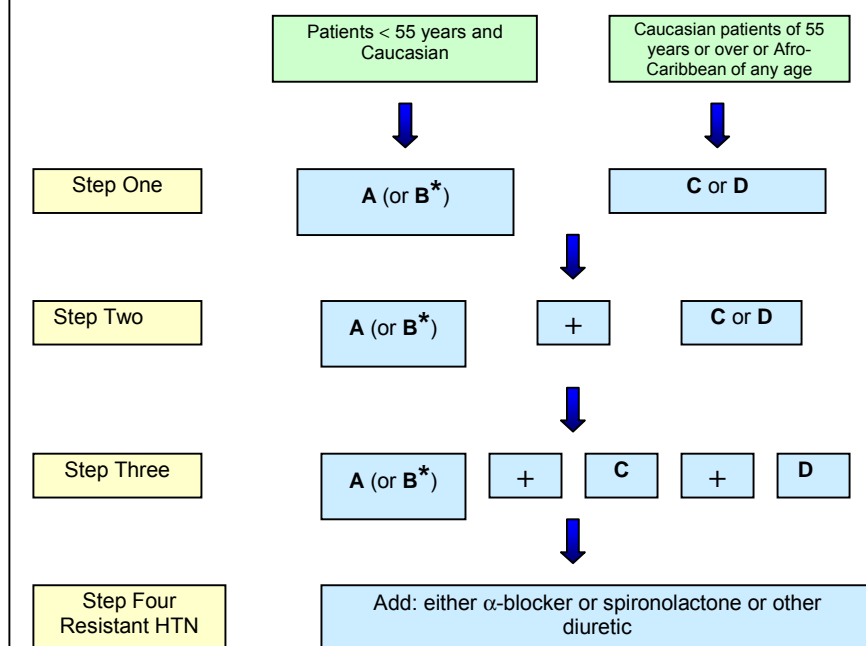 Patients < 55 years and
Caucasian
Caucasian patients of 55
years or over or Afro-
Caribbean of any age
Step One
A (or B*)
C or D
Step Two
A (or B*)
+
C or D
Step Three
A (or B*)
+
C
+
D
Step Four
Resistant HTN
Add: either α-blocker or spironolactone or other
diuretic